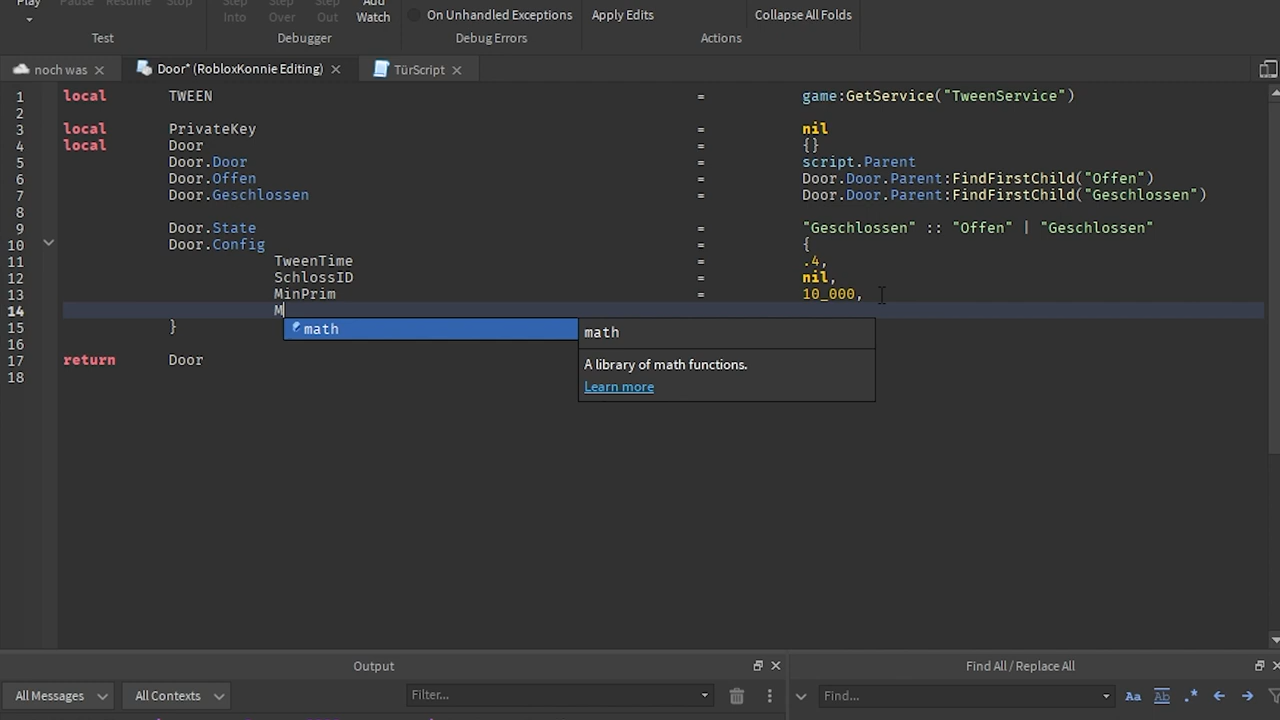 Play Pause Resume Stop Step Into Step Over Step Out Add Watch On Unhandled Exceptions Apply Edits Collapse All Folds
Test Debugger Debug Errors Actions
noch was Door* (RobloxKonnie Editing) TürScript
1 local TWEEN = game:GetService("TweenService")
2
3 local PrivateKey = nil
4 local Door = {}
5 Door.Door = script.Parent
6 Door.Offen = Door.Door.Parent:FindFirstChild("Offen")
7 Door.Geschlossen = Door.Door.Parent:FindFirstChild("Geschlossen")
8
9 Door.State = "Geschlossen" :: "Offen" | "Geschlossen"
10 Door.Config = {
11 TweenTime = .4,
12 SchlossID = nil,
13 MinPrim = 10_000,
14 M
math math
15 }
16
A library of math functions.
17 return Door
18
Learn more
Output Find All / Replace All
All Messages All Contexts Filter... Find... Aa Ab .*